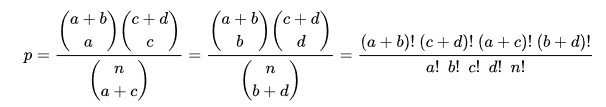 p = \frac{\binom{a+b}{a}\binom{c+d}{c}}{\binom{n}{a+c}} = \frac{\binom{a+b}{b}\binom{c+d}{d}}{\binom{n}{b+d}} = \frac{(a+b)!\ (c+d)!\ (a+c)!\ (b+d)!}{a!\ b!\ c!\ d!\ n!}